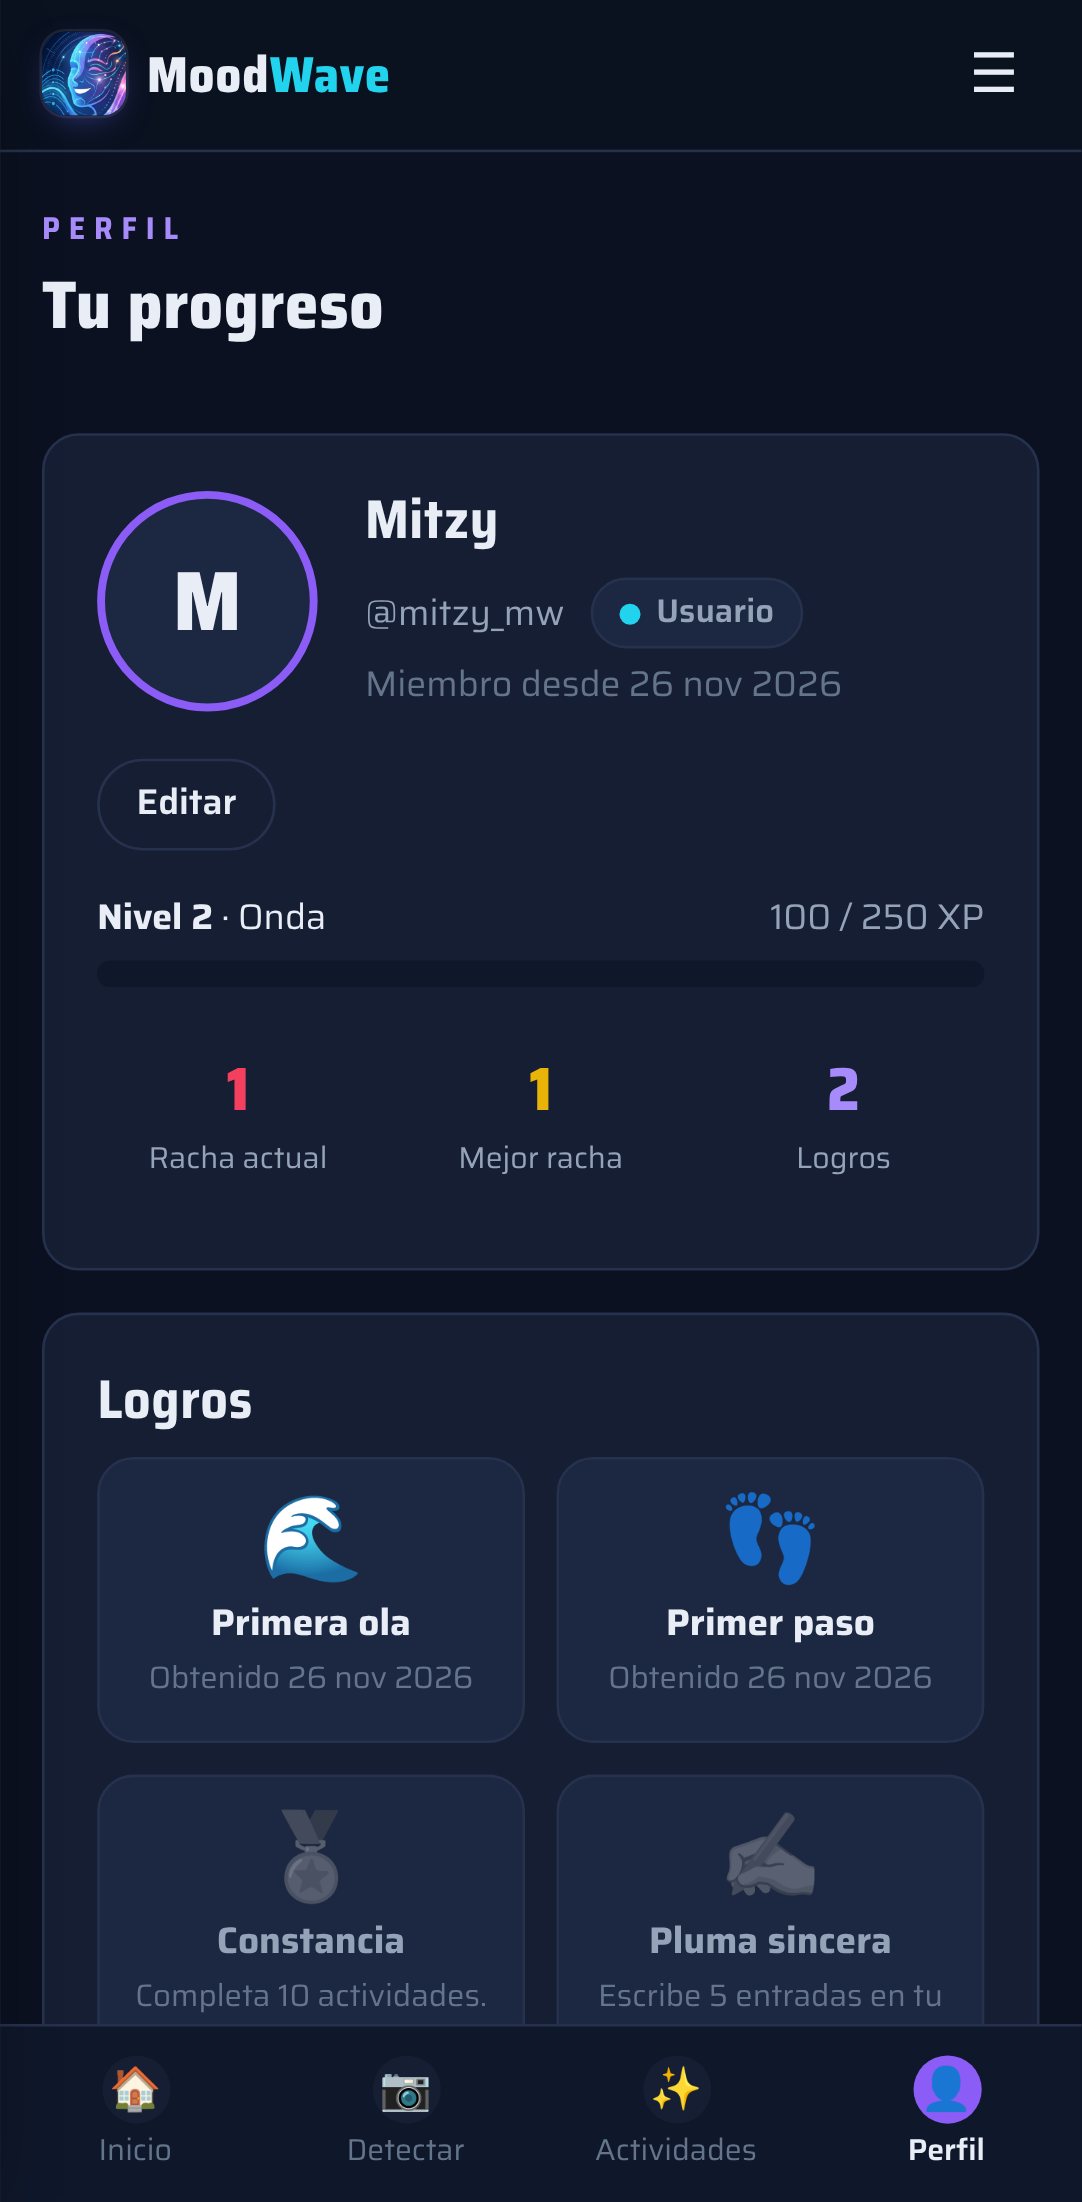 MoodWave
PERFIL
Tu progreso
M
Mitzy
@mitzy_mw
Usuario
Miembro desde 26 nov 2026
Editar
Nivel 2 · Onda
100 / 250 XP
1
1
2
Racha actual
Mejor racha
Logros
Logros
Primera ola
Primer paso
Obtenido 26 nov 2026
Obtenido 26 nov 2026
Constancia
Pluma sincera
Completa 10 actividades.
Escribe 5 entradas en tu
Inicio
Detectar
Actividades
Perfil